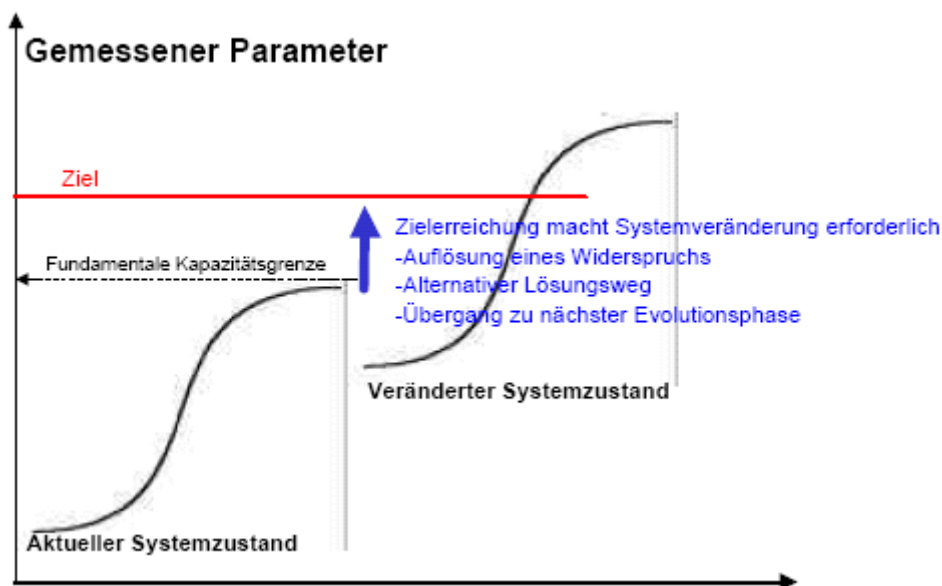 Gemessener Parameter
Ziel
Zielerreichung macht Systemveränderung erforderlich
-Auflösung eines Widerspruchs
-Alternativer Lösungsweg
-Übergang zu nächster Evolutionsphase
Fundamentale Kapazitätsgrenze
Veränderter Systemzustand
Aktueller Systemzustand